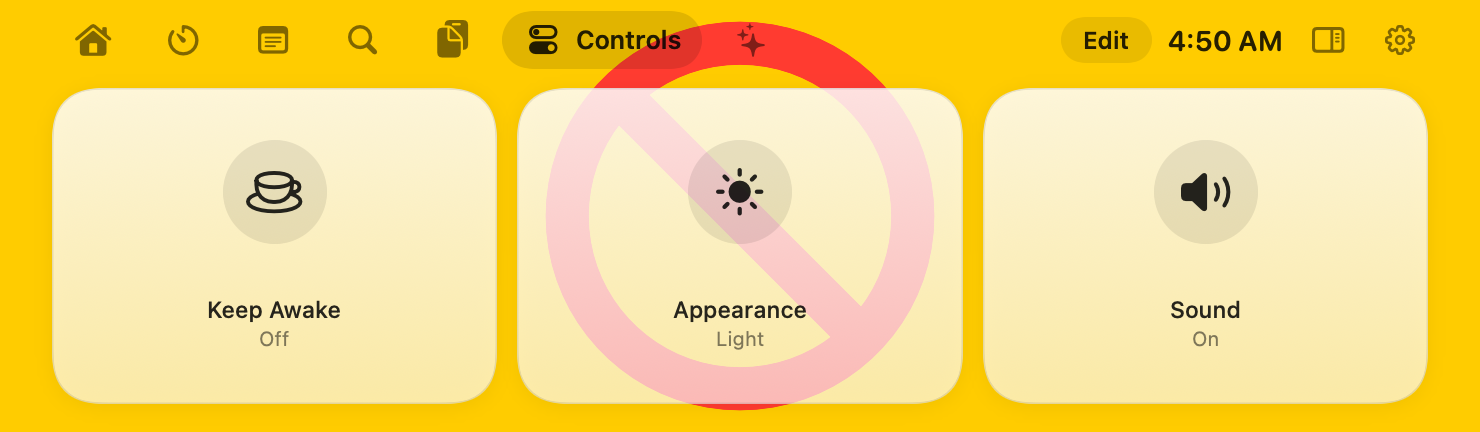 Controls
Edit
4:50 AM
Keep Awake
Off
Appearance
Light
Sound
On